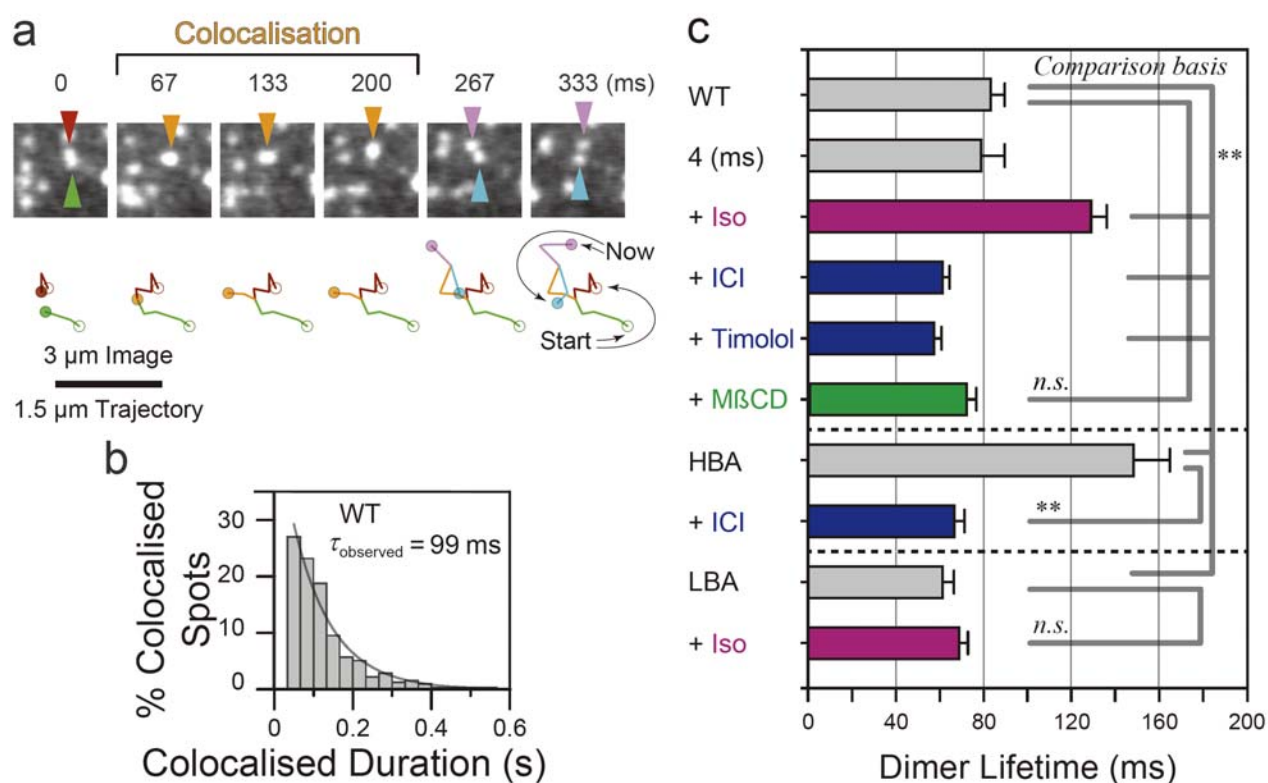 a
Colocalisation
0 67 133 200 267 333 (ms)
Now
Start
3 μm Image
1.5 μm Trajectory
b
% Colocalised
Spots
30
20
10
0
WT
τobserved = 99 ms
0 0.2 0.4 0.6
Colocalised Duration (s)
c
Comparison basis
WT
4 (ms)
**
+ Iso
+ ICI
+ Timolol
+ MßCD
n.s.
HBA
+ ICI
**
LBA
+ Iso
n.s.
0 40 80 120 160 200
Dimer Lifetime (ms)